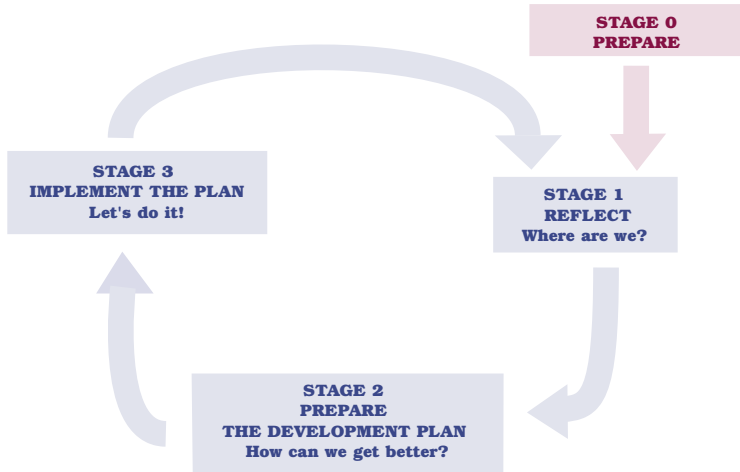 STAGE 0
PREPARE
STAGE 3
IMPLEMENT THE PLAN
Let's do it!
STAGE 1
REFLECT
Where are we?
STAGE 2
PREPARE
THE DEVELOPMENT PLAN
How can we get better?